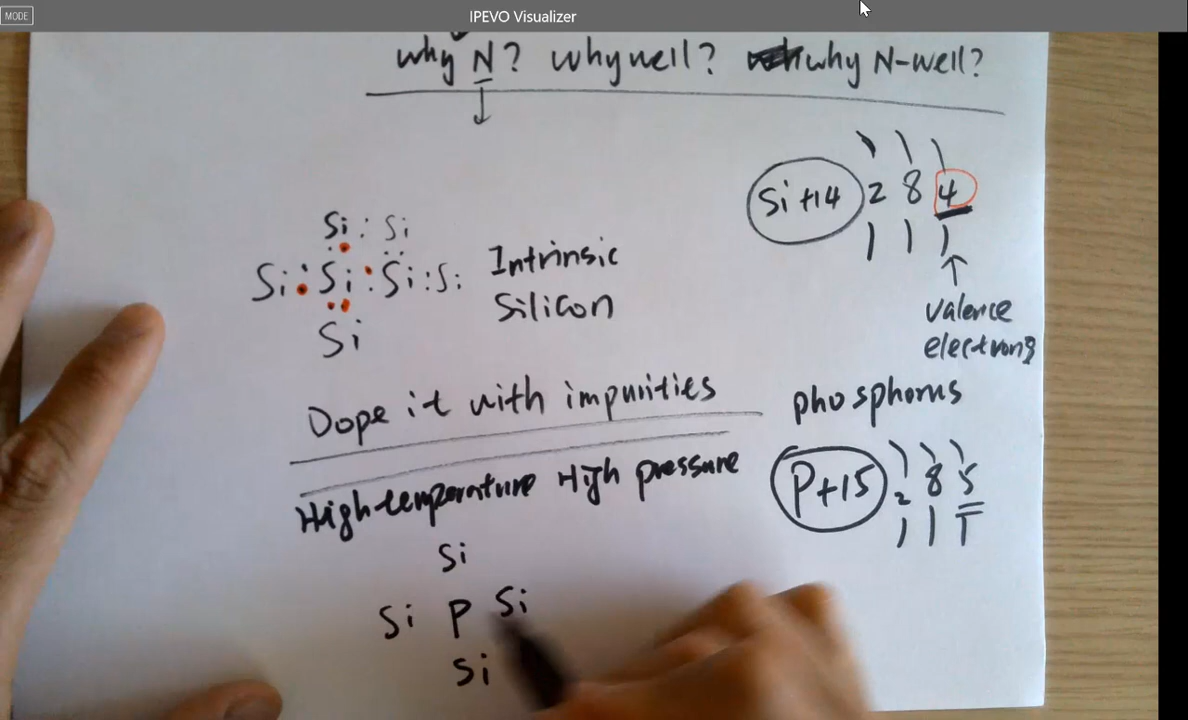 MODE
IPEVO Visualizer
why N? why well? why N-well?
Si +14 2 8 4
Si : Si
Si : Si : Si : Si
Si
Intrinsic
Silicon
valence
electrons
Dope it with impurities
phosphorus
High-temperature High pressure
P+15 2 8 5
Si
Si P Si
Si